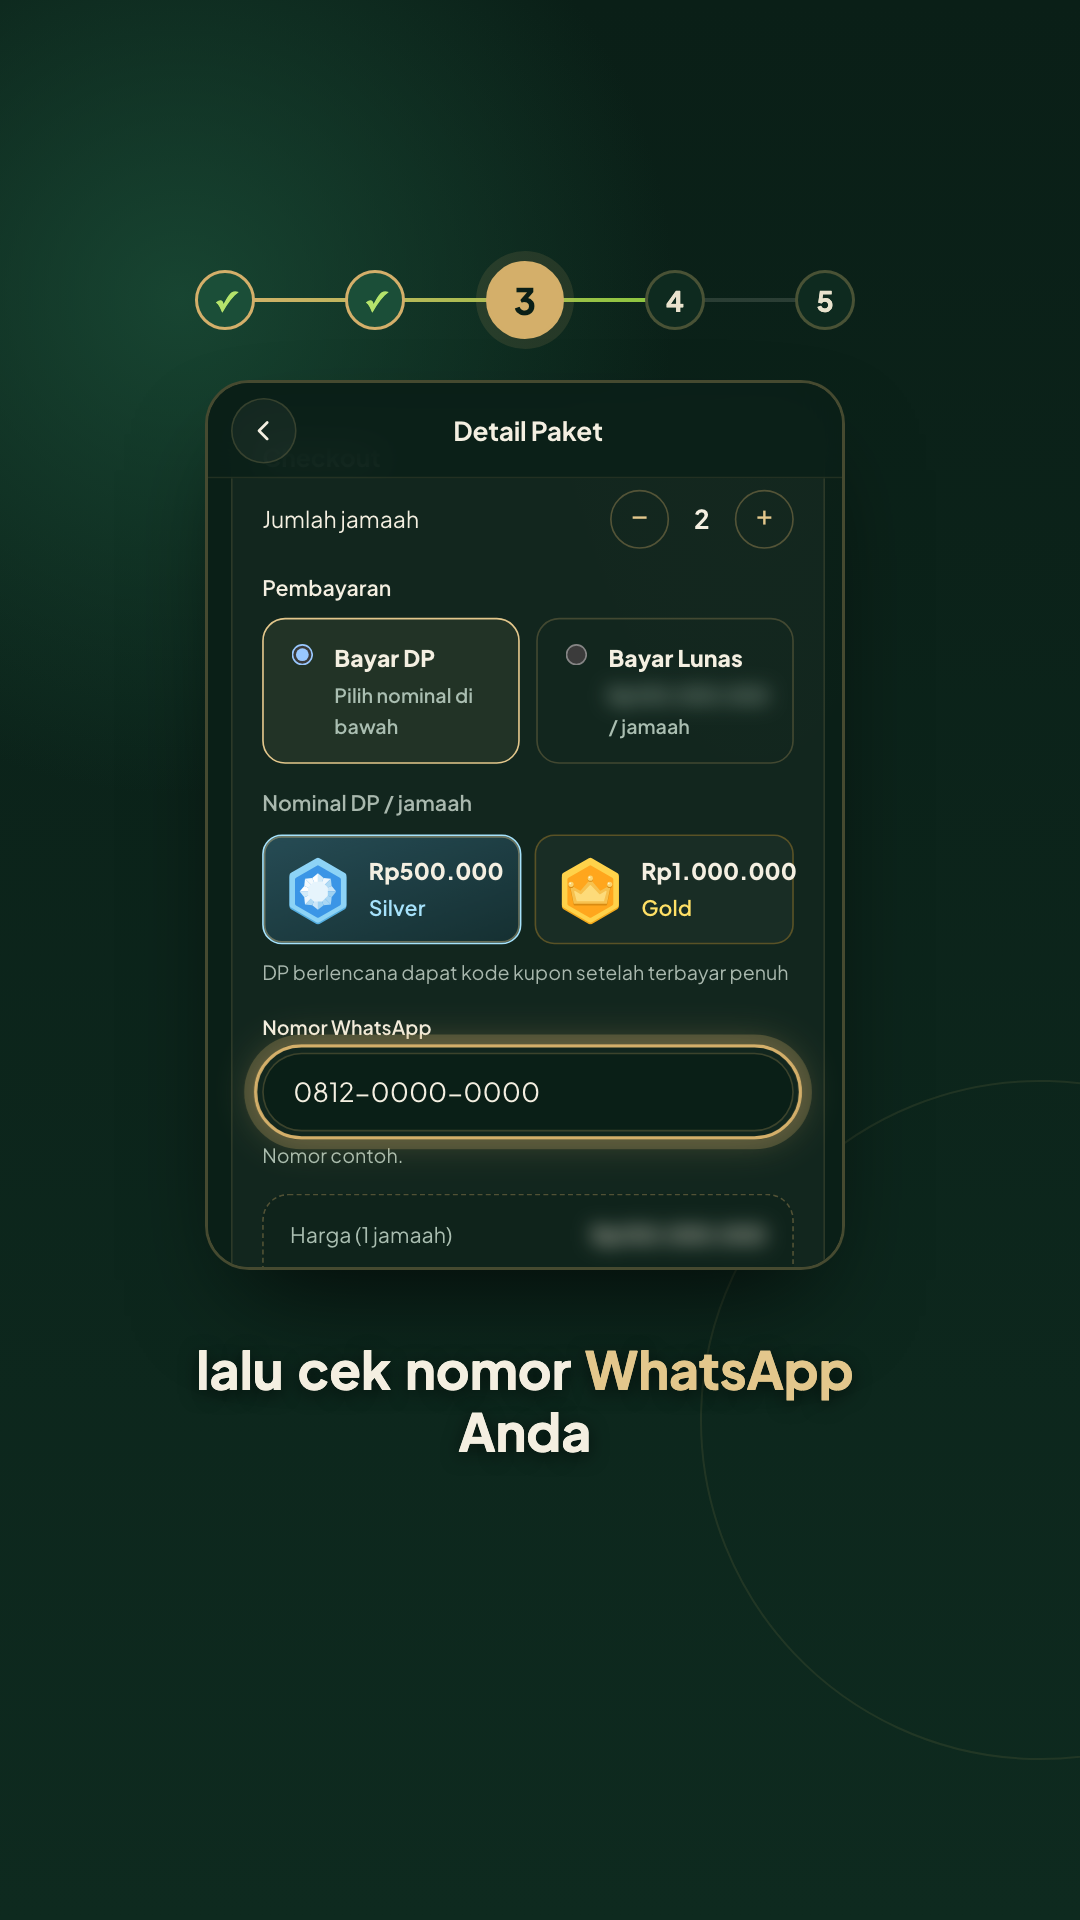 3
4
5
Detail Paket
Checkout
Jumlah jamaah
− 2 +
Pembayaran
Bayar DP
Pilih nominal di
bawah
Bayar Lunas
/ jamaah
Nominal DP / jamaah
Rp500.000
Silver
Rp1.000.000
Gold
DP berlencana dapat kode kupon setelah terbayar penuh
Nomor WhatsApp
0812-0000-0000
Nomor contoh.
Harga (1 jamaah)
lalu cek nomor WhatsApp
Anda